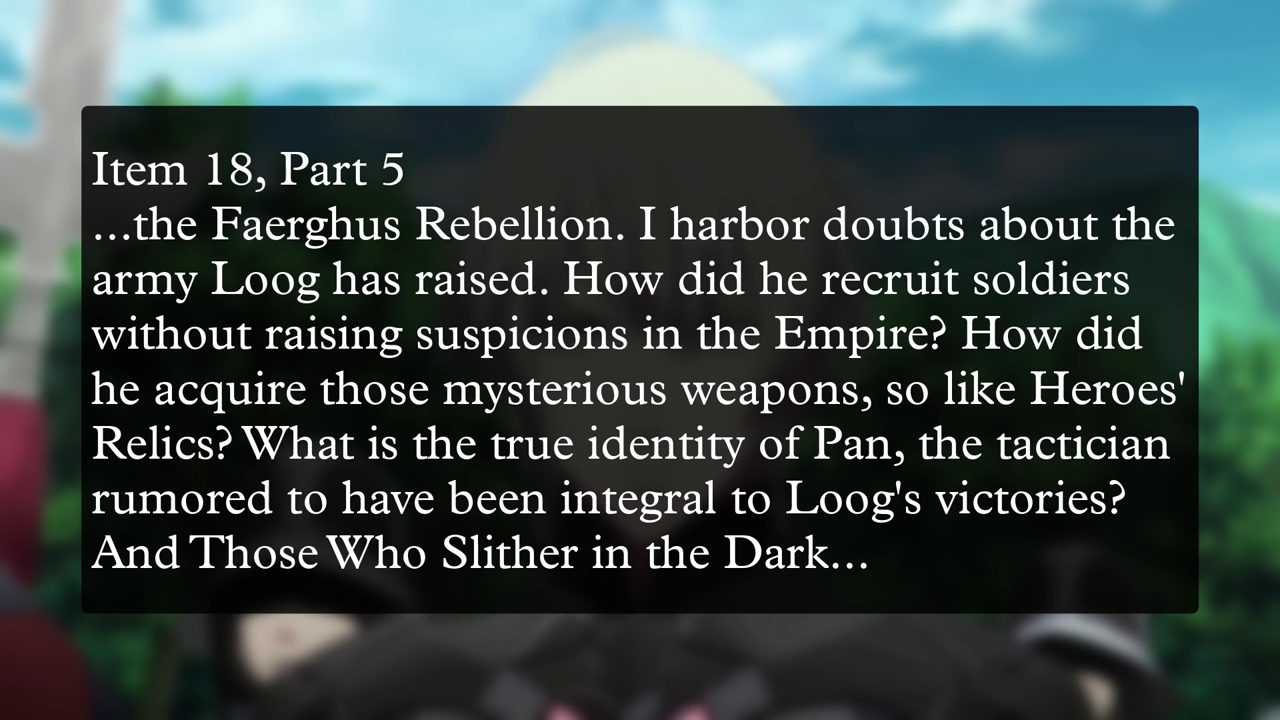 Item 18, Part 5
...the Faerghus Rebellion. I harbor doubts about the
army Loog has raised. How did he recruit soldiers
without raising suspicions in the Empire? How did
he acquire those mysterious weapons, so like Heroes'
Relics? What is the true identity of Pan, the tactician
rumored to have been integral to Loog's victories?
And Those Who Slither in the Dark...